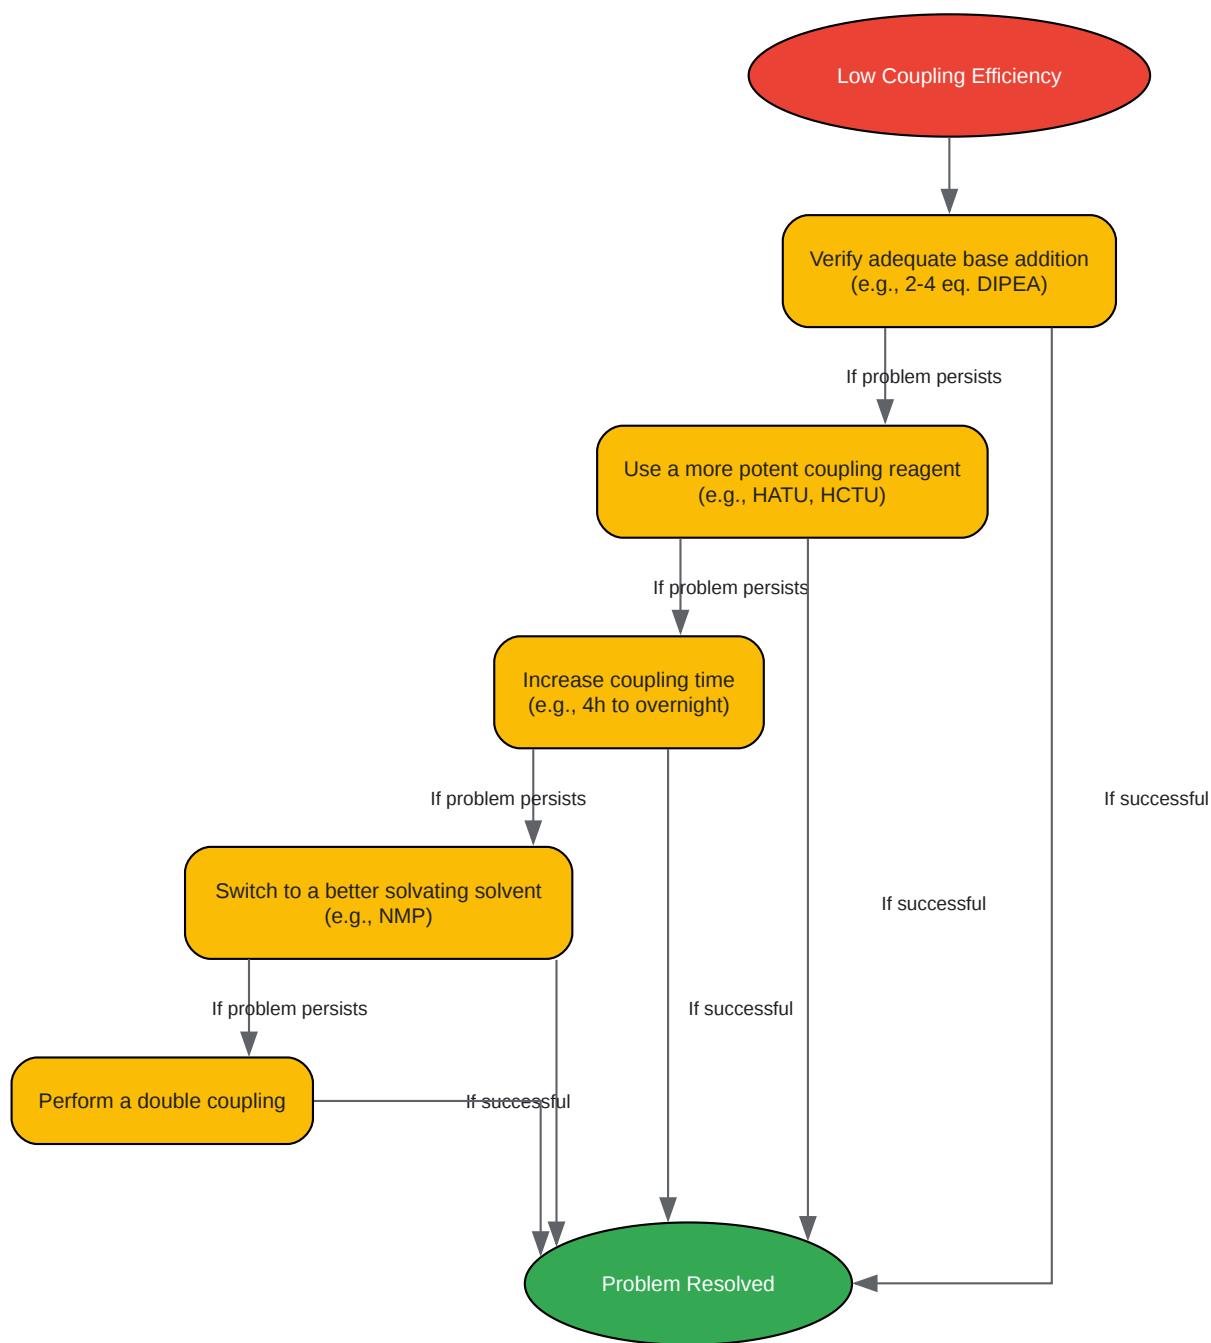 Low Coupling Efficiency
Verify adequate base addition
(e.g., 2-4 eq. DIPEA)
If problem persists
Use a more potent coupling reagent
(e.g., HATU, HCTU)
If problem persists
Increase coupling time
(e.g., 4h to overnight)
If problem persists
If successful
Switch to a better solvating solvent
(e.g., NMP)
If successful
If problem persists
If successful
Perform a double coupling
If successful
Problem Resolved